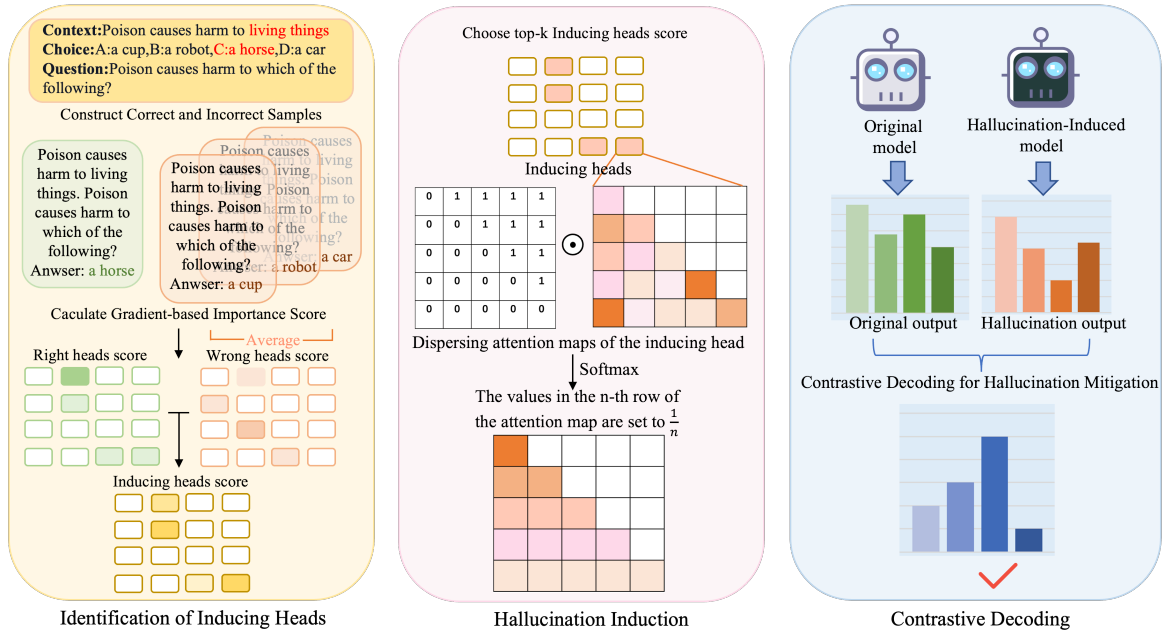 Context:Poison causes harm to living things
Choice:A:a cup,B:a robot,C:a horse,D:a car
Question:Poison causes harm to which of the
following?
Construct Correct and Incorrect Samples
Poison causes
harm to living
things. Poison
causes harm to
which of the
following?
Anwser: a horse
Poison causes
harm to living
things. Poison
causes harm to
which of the
following?
Anwser: a cup
Poison causes
a robot
Poison causes
a car
Caculate Gradient-based Importance Score
Average
Right heads score
Wrong heads score
Inducing heads score
Identification of Inducing Heads
Choose top-k Inducing heads score
Inducing heads
0 1 1 1 1
0 0 1 1 1
0 0 0 1 1
0 0 0 0 1
0 0 0 0 0
Dispersing attention maps of the inducing head
Softmax
The values in the n-th row of
the attention map are set to 1/n
Hallucination Induction
Original
model
Hallucination-Induced
model
Original output
Hallucination output
Contrastive Decoding for Hallucination Mitigation
Contrastive Decoding